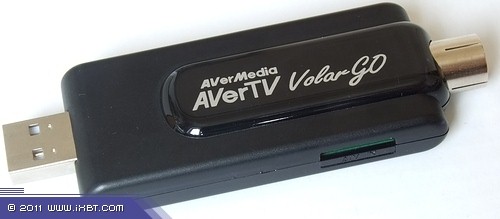 AVerMedia
AVerTV Volar GO
© 2011 www.iXBT.com